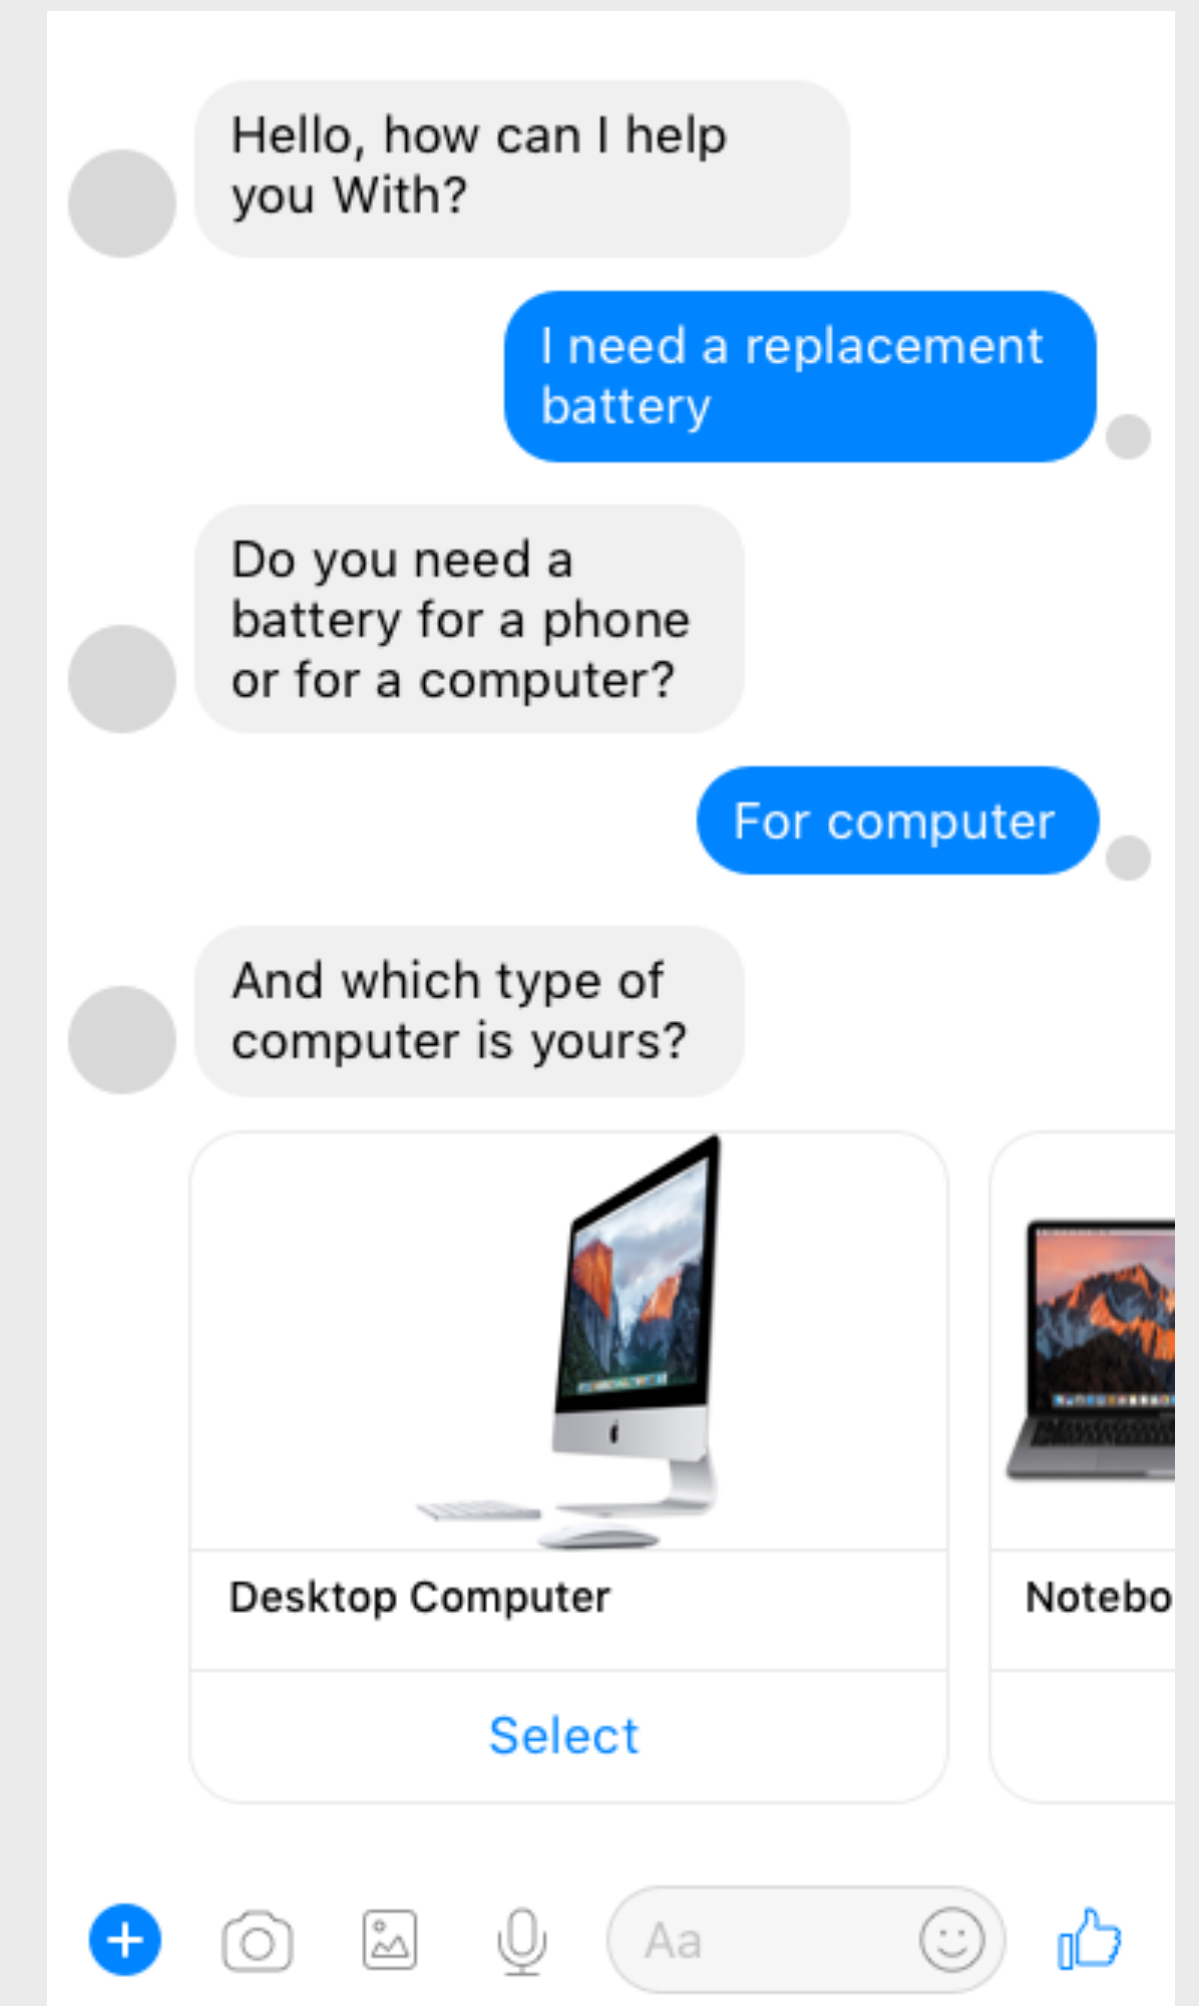 Hello, how can I help
you With?
I need a replacement
battery
Do you need a
battery for a phone
or for a computer?
For computer
And which type of
computer is yours?
Desktop Computer
Notebo
Select
Aa